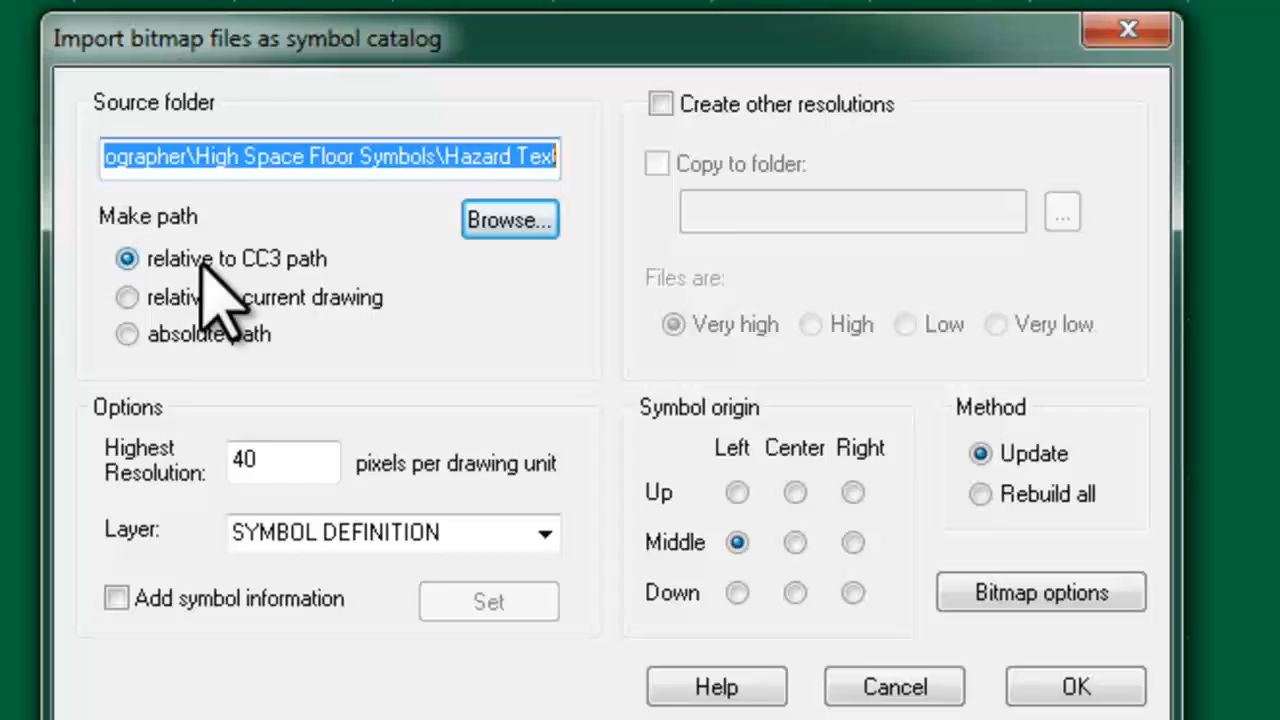 Import bitmap files as symbol catalog
Source folder
ographer\High Space Floor Symbols\Hazard Tex
Make path
Browse...
relative to CC3 path
current drawing
absolute path
Create other resolutions
Copy to folder:
...
Files are:
Very high
High
Low
Very low
Options
Highest
Resolution:
40
pixels per drawing unit
Layer:
SYMBOL DEFINITION
Add symbol information
Set
Symbol origin
Left Center Right
Up
Middle
Down
Method
Update
Rebuild all
Bitmap options
Help
Cancel
OK